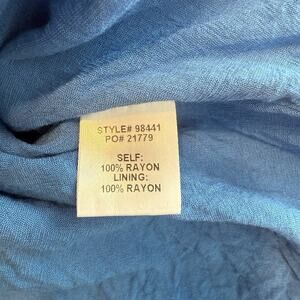 STYLE# 98441
PO# 21779
SELF:
100% RAYON
LINING:
100% RAYON